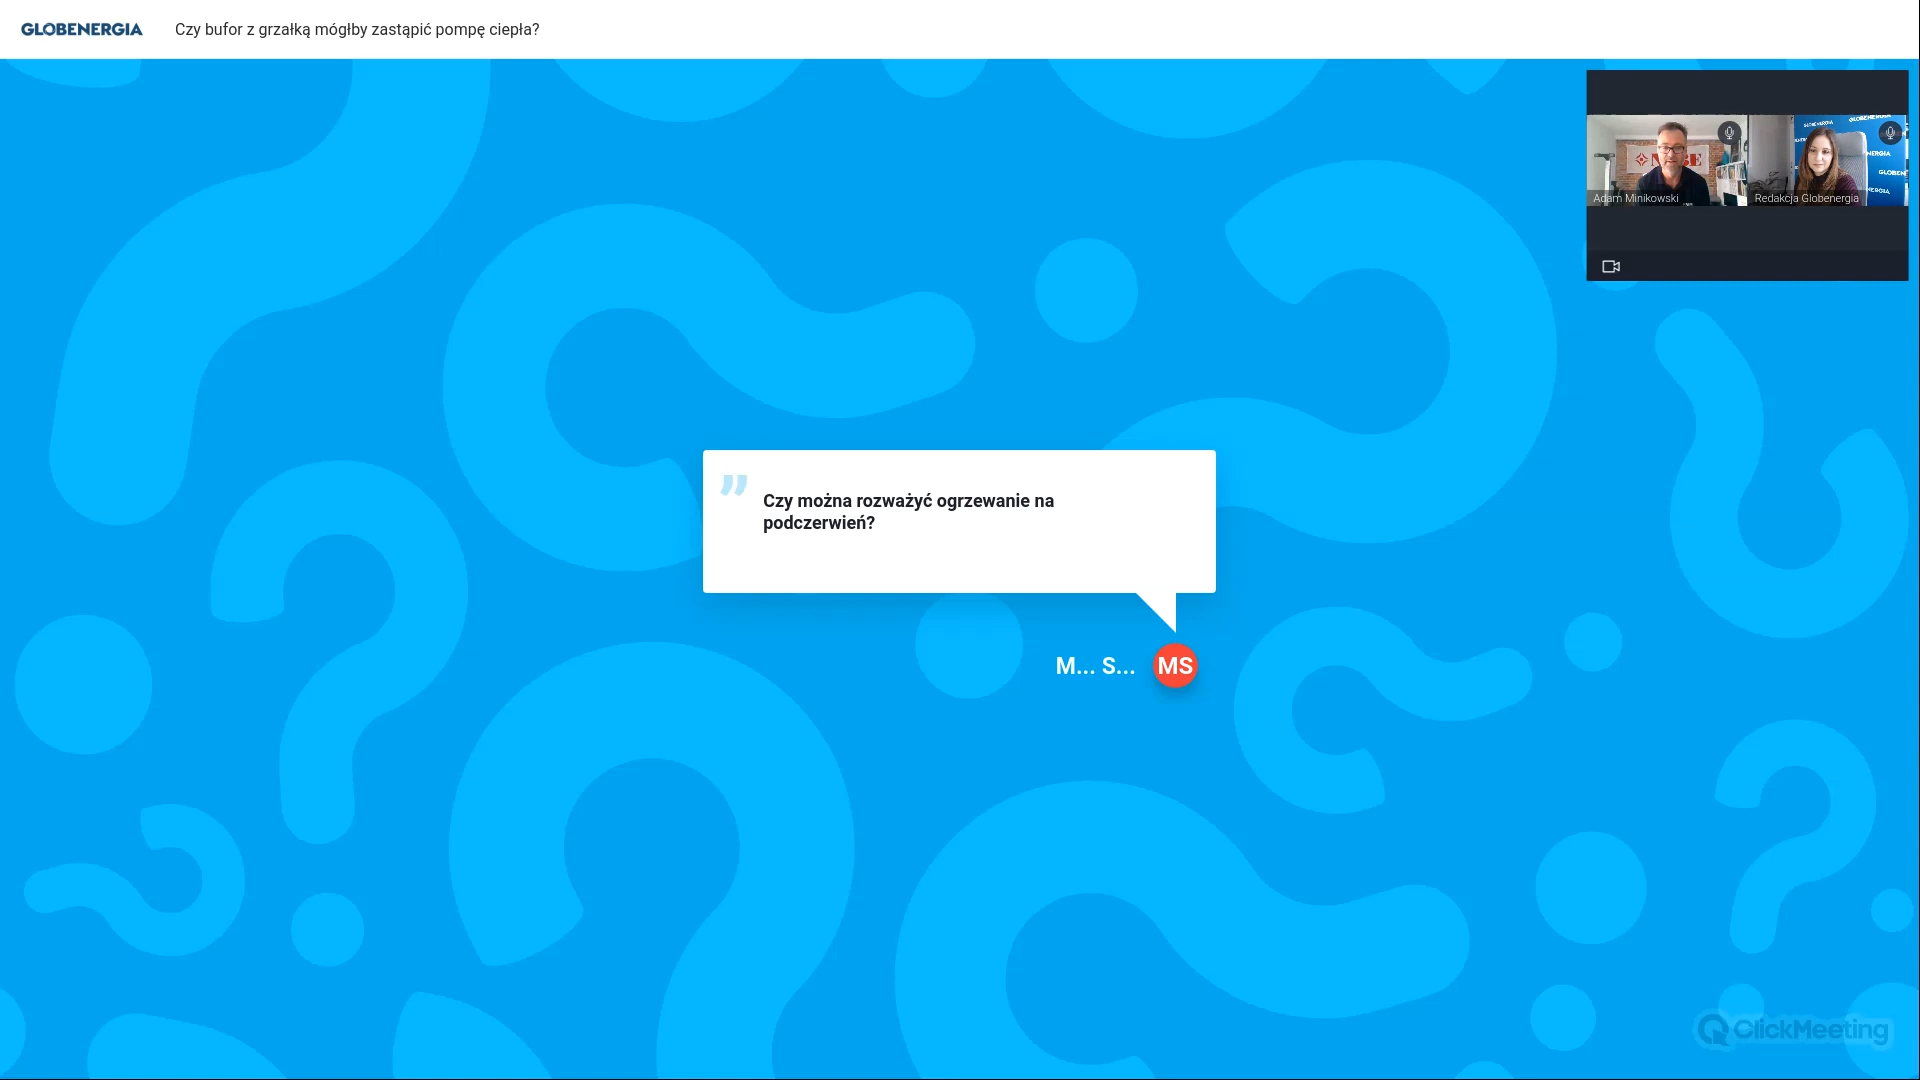 GLOBENERGIA
Czy bufor z grzałką mógłby zastąpić pompę ciepła?
GLOBENERGIA
Adam Minikowski
Redakcja Globenergia
Czy można rozważyć ogrzewanie na
podczerwień?
M... S...
MS
ClickMeeting